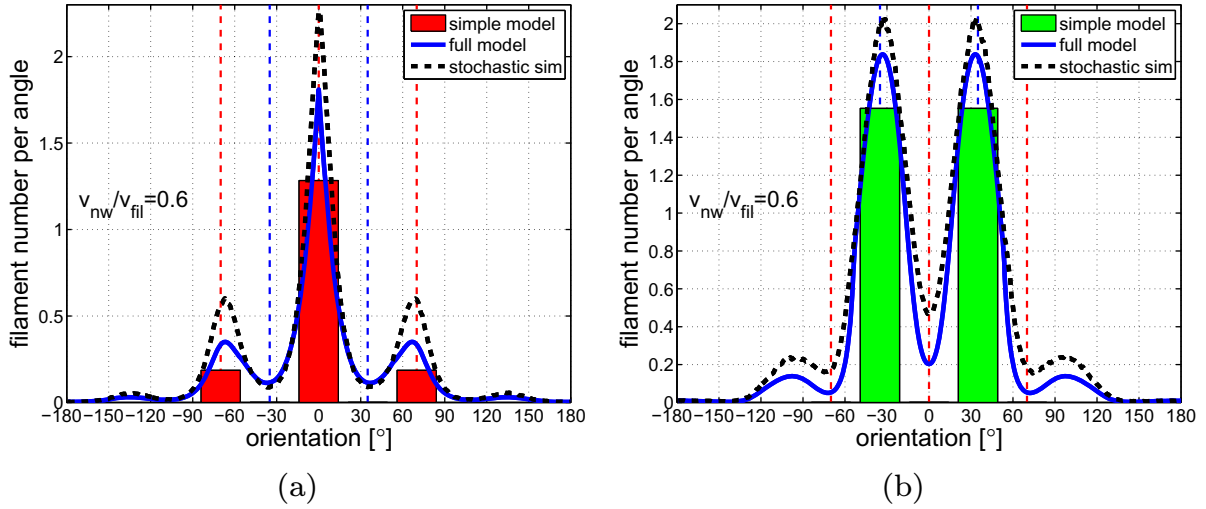 simple model
full model
stochastic sim
v_nw/v_fil=0.6
filament number per angle
2
1.5
1
0.5
0
−180 −150 −120 −90 −60 −30 0 30 60 90 120 150 180
orientation [°]
(a)
simple model
full model
stochastic sim
v_nw/v_fil=0.6
filament number per angle
2
1.8
1.6
1.4
1.2
1
0.8
0.6
0.4
0.2
0
−180 −150 −120 −90 −60 −30 0 30 60 90 120 150 180
orientation [°]
(b)